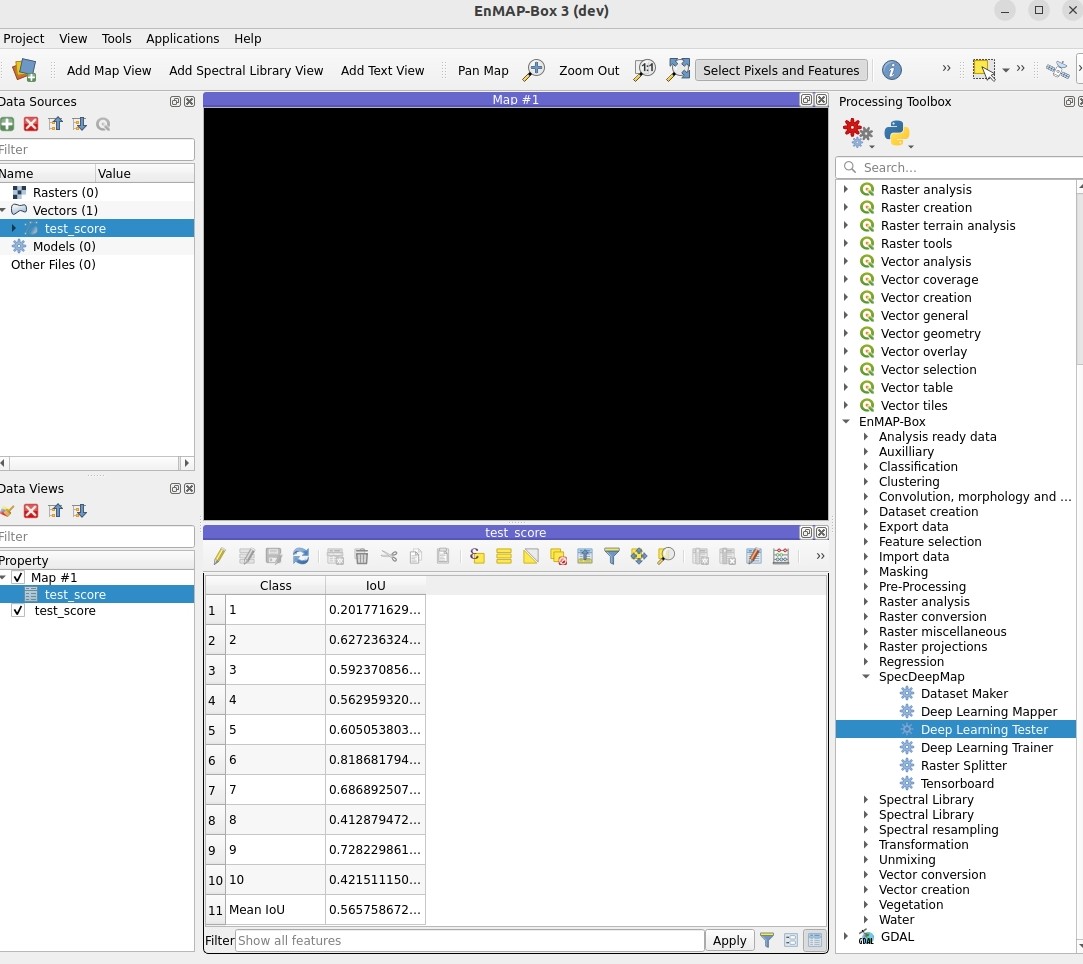 EnMAP-Box 3 (dev)
Project View Tools Applications Help
Add Map View Add Spectral Library View Add Text View Pan Map Zoom Out 1:1 Select Pixels and Features
Data Sources
Filter
Name Value
Rasters (0)
Vectors (1)
test_score
Models (0)
Other Files (0)
Data Views
Filter
Property
Map #1
test_score
test_score
Map #1
test_score
Class IoU
1 1 0.201771629...
2 2 0.627236324...
3 3 0.592370856...
4 4 0.562959320...
5 5 0.605053803...
6 6 0.818681794...
7 7 0.686892507...
8 8 0.412879472...
9 9 0.728229861...
10 10 0.421511150...
11 Mean IoU 0.565758672...
Filter Show all features Apply
Processing Toolbox
Search...
Raster analysis
Raster creation
Raster terrain analysis
Raster tools
Vector analysis
Vector coverage
Vector creation
Vector general
Vector geometry
Vector overlay
Vector selection
Vector table
Vector tiles
EnMAP-Box
Analysis ready data
Auxilliary
Classification
Clustering
Convolution, morphology and ...
Dataset creation
Export data
Feature selection
Import data
Masking
Pre-Processing
Raster analysis
Raster conversion
Raster miscellaneous
Raster projections
Regression
SpecDeepMap
Dataset Maker
Deep Learning Mapper
Deep Learning Tester
Deep Learning Trainer
Raster Splitter
Tensorboard
Spectral Library
Spectral Library
Spectral resampling
Transformation
Unmixing
Vector conversion
Vector creation
Vegetation
Water
GDAL GDAL